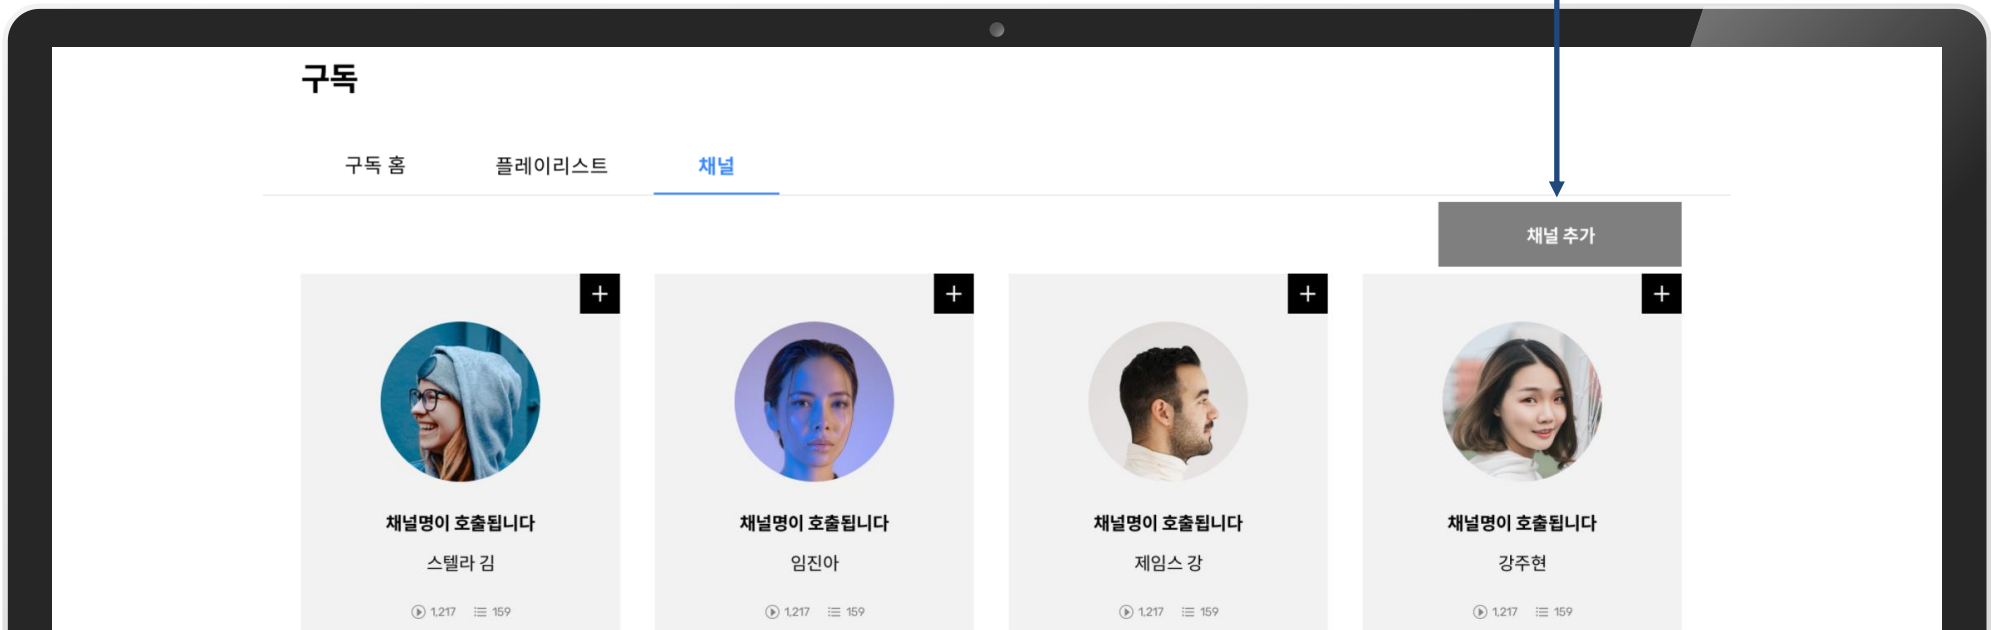 구독
구독 홈 플레이리스트 채널
채널 추가
채널명이 호출됩니다 채널명이 호출됩니다 채널명이 호출됩니다 채널명이 호출됩니다
스텔라 김 임진아 제임스 강 강주현
1,217 159 1,217 159 1,217 159 1,217 159